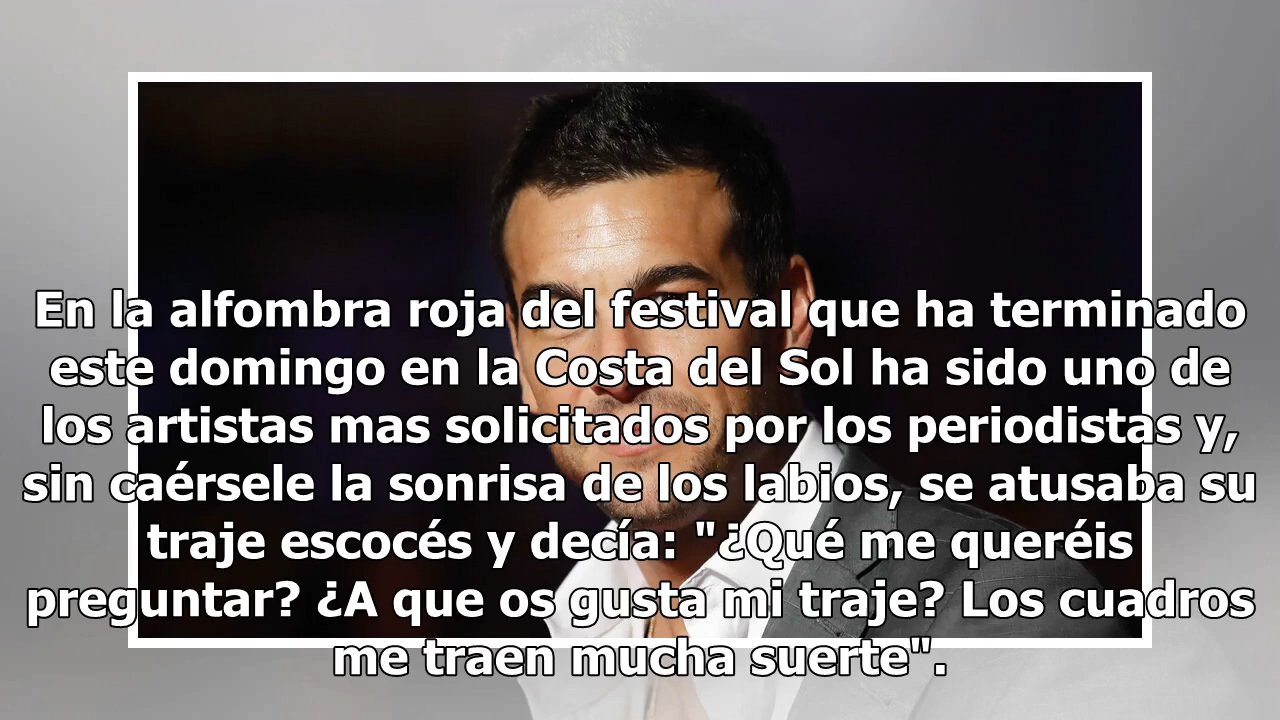 En la alfombra roja del festival que ha terminado
este domingo en la Costa del Sol ha sido uno de
los artistas mas solicitados por los periodistas y,
sin caérsele la sonrisa de los labios, se atusaba su
traje escocés y decía: "¿Qué me queréis
preguntar? ¿A que os gusta mi traje? Los cuadros
me traen mucha suerte".